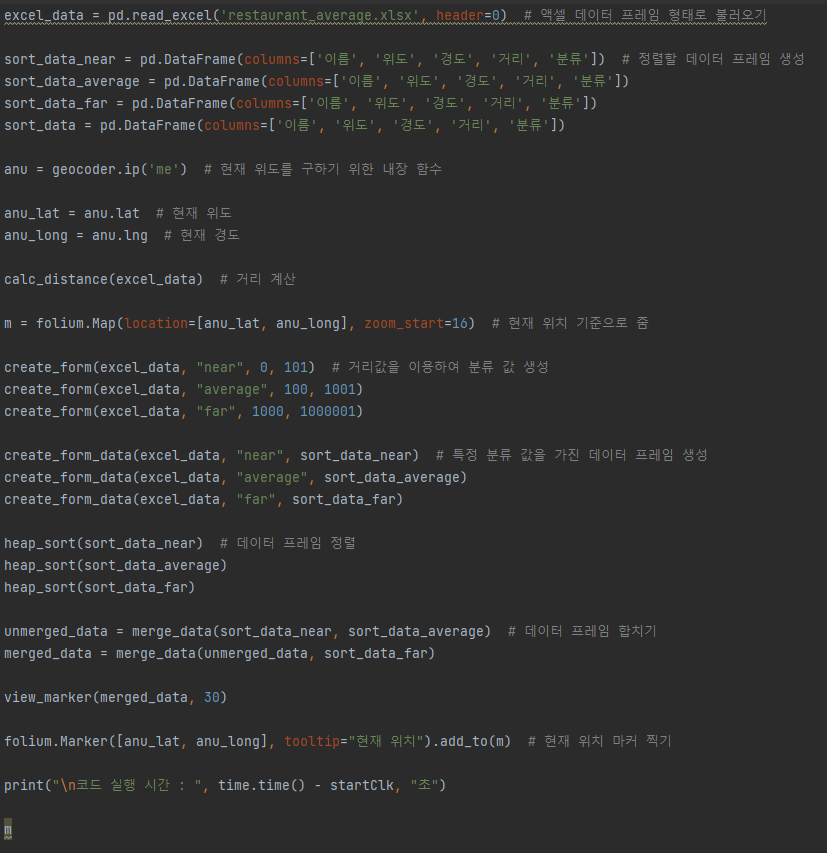 excel_data = pd.read_excel('restaurant_average.xlsx', header=0)  # 액셀 데이터 프레임 형태로 불러오기
sort_data_near = pd.DataFrame(columns=['이름', '위도', '경도', '거리', '분류'])  # 정렬할 데이터 프레임 생성
sort_data_average = pd.DataFrame(columns=['이름', '위도', '경도', '거리', '분류'])
sort_data_far = pd.DataFrame(columns=['이름', '위도', '경도', '거리', '분류'])
sort_data = pd.DataFrame(columns=['이름', '위도', '경도', '거리', '분류'])
anu = geocoder.ip('me')  # 현재 위도를 구하기 위한 내장 함수
anu_lat = anu.lat  # 현재 위도
anu_long = anu.lng  # 현재 경도
calc_distance(excel_data)  # 거리 계산
m = folium.Map(location=[anu_lat, anu_long], zoom_start=16)  # 현재 위치 기준으로 줌
create_form(excel_data, "near", 0, 101)  # 거리값을 이용하여 분류 값 생성
create_form(excel_data, "average", 100, 1001)
create_form(excel_data, "far", 1000, 1000001)
create_form_data(excel_data, "near", sort_data_near)  # 특정 분류 값을 가진 데이터 프레임 생성
create_form_data(excel_data, "average", sort_data_average)
create_form_data(excel_data, "far", sort_data_far)
heap_sort(sort_data_near)  # 데이터 프레임 정렬
heap_sort(sort_data_average)
heap_sort(sort_data_far)
unmerged_data = merge_data(sort_data_near, sort_data_average)  # 데이터 프레임 합치기
merged_data = merge_data(unmerged_data, sort_data_far)
view_marker(merged_data, 30)
folium.Marker([anu_lat, anu_long], tooltip="현재 위치").add_to(m)  # 현재 위치 마커 찍기
print("\n코드 실행 시간 : ", time.time() - startClk, "초")
m